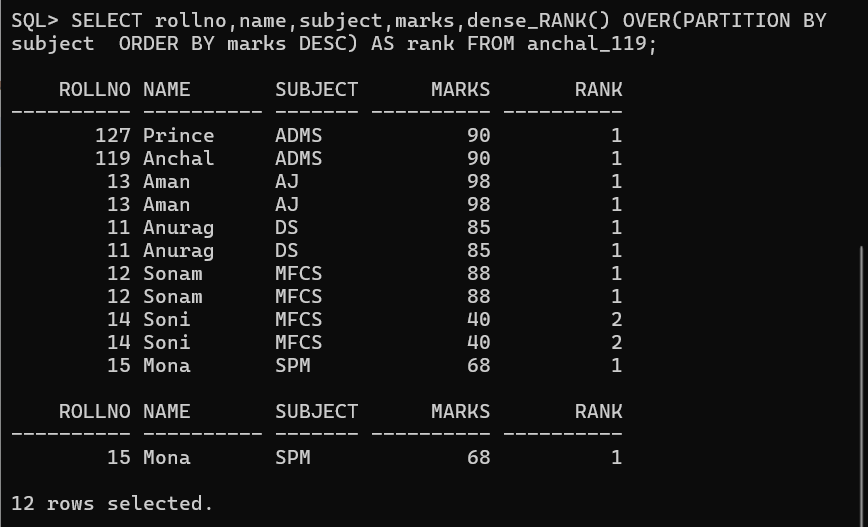 SQL> SELECT rollno,name,subject,marks,dense_RANK() OVER(PARTITION BY
subject  ORDER BY marks DESC) AS rank FROM anchal_119;
    ROLLNO NAME       SUBJECT      MARKS       RANK
---------- ---------- ------- ---------- ----------
       127 Prince     ADMS            90          1
       119 Anchal     ADMS            90          1
        13 Aman       AJ              98          1
        13 Aman       AJ              98          1
        11 Anurag     DS              85          1
        11 Anurag     DS              85          1
        12 Sonam      MFCS            88          1
        12 Sonam      MFCS            88          1
        14 Soni       MFCS            40          2
        14 Soni       MFCS            40          2
        15 Mona       SPM             68          1
    ROLLNO NAME       SUBJECT      MARKS       RANK
---------- ---------- ------- ---------- ----------
        15 Mona       SPM             68          1
12 rows selected.